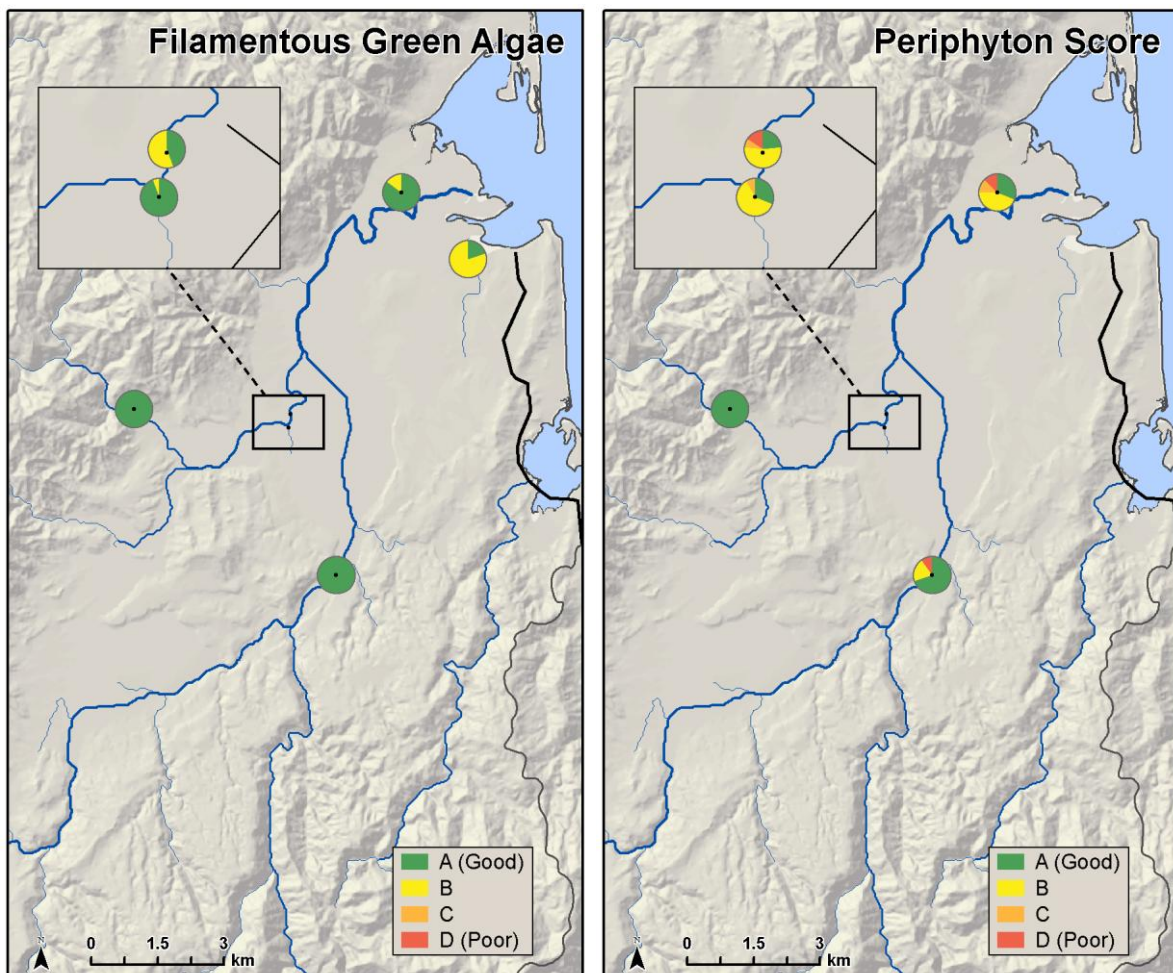 Filamentous Green Algae
A (Good)
B
C
D (Poor)
N
0 1.5 3
km
Periphyton Score
A (Good)
B
C
D (Poor)
N
0 1.5 3
km